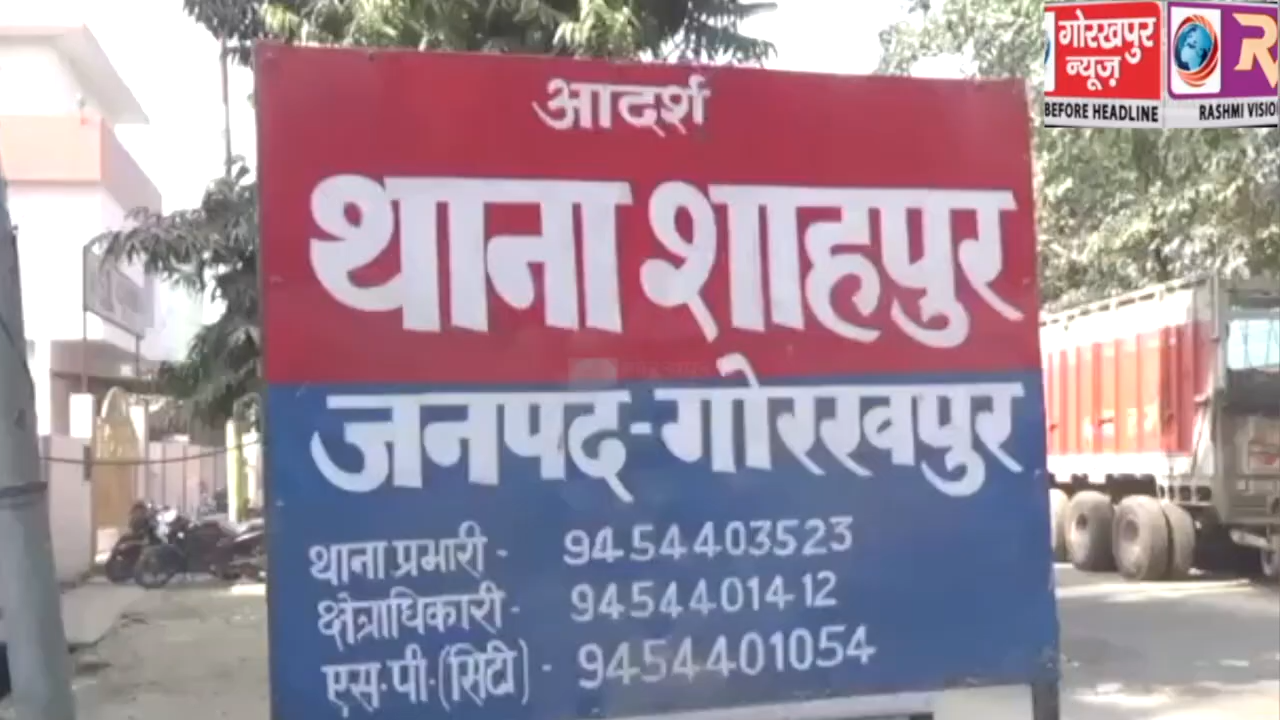 आदर्श
थाना शाहपुर
जनपद-गोरखपुर
थाना प्रभारी - 9454403523
क्षेत्राधिकारी - 9454401412
एस.पी.(सिटी) - 9454401054
गोरखपुर
न्यूज़
BEFORE HEADLINE
R
RASHMI VISIO